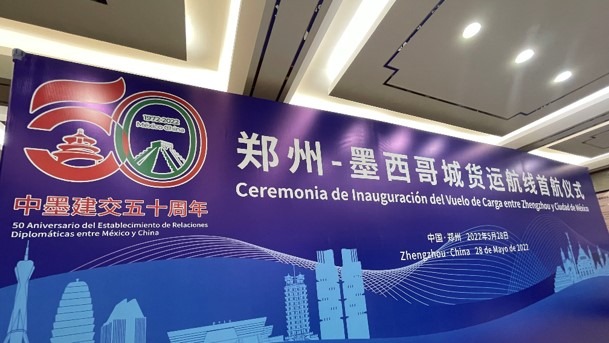 1972-2022
México-China
中墨建交五十周年
50 Aniversario del Establecimiento de Relaciones
Diplomáticas entre México y China
郑州-墨西哥城货运航线首航仪式
Ceremonia de Inauguración del Vuelo de Carga entre Zhengzhou y Ciudad de México
中国·郑州 2022年5月28日
Zhengzhou-China 28 de Mayo de 2022